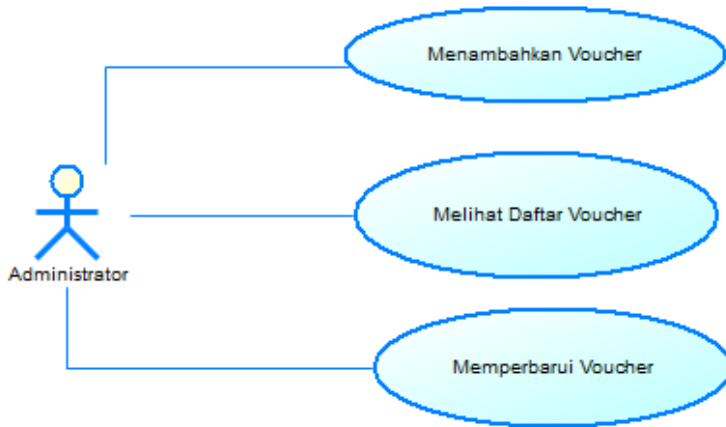 Menambahkan Voucher
Melihat Daftar Voucher
Administrator
Memperbarui Voucher